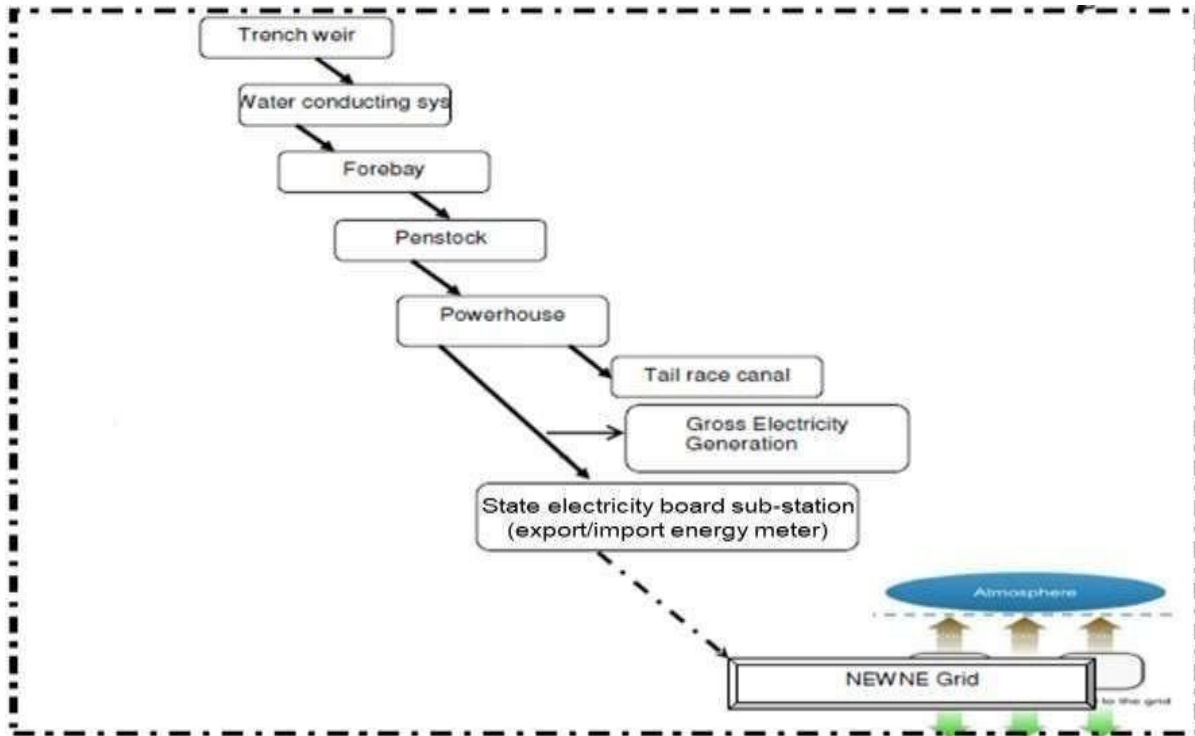 Trench weir
Water conducting sys
Forebay
Penstock
Powerhouse
Tail race canal
Gross Electricity
Generation
State electricity board sub-station
(export/import energy meter)
Atmosphere
NEWNE Grid
to the grid